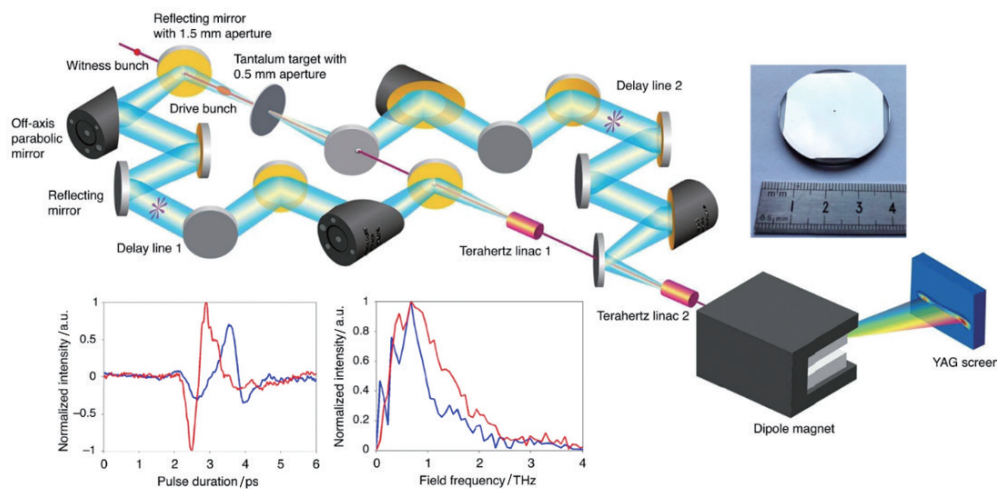 Reflecting mirror
with 1.5 mm aperture
Witness bunch
Tantalum target with
0.5 mm aperture
Drive bunch
Delay line 2
Off-axis
parabolic
mirror
Reflecting
mirror
Delay line 1
Terahertz linac 1
Terahertz linac 2
YAG screen
Dipole magnet
mm 1 2 3 4
Normalized intensity/a.u.
1
0.5
0
−0.5
−1
0 2 3 4 5 6
Pulse duration/ps
Normalized intensity/a.u.
1.0
0.8
0.6
0.4
0.2
0
0 1 2 3 4
Field frequency/THz